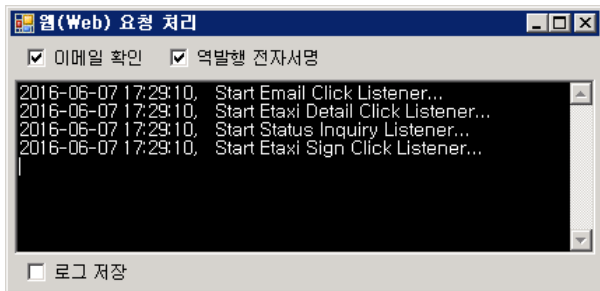 웹(Web) 요청 처리
이메일 확인 역발행 전자서명
2016-06-07 17:29:10, Start Email Click Listener...
2016-06-07 17:29:10, Start Etaxi Detail Click Listener...
2016-06-07 17:29:10, Start Status Inquiry Listener...
2016-06-07 17:29:10, Start Etaxi Sign Click Listener...
로그 저장